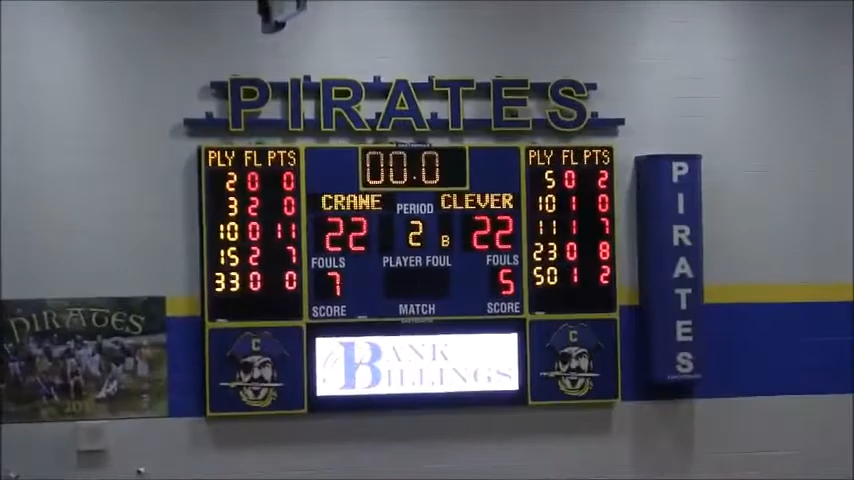 PIRATES
PLY FL PTS
2 0 0
3 2 0
10 0 11
15 2 7
33 0 0
00.0
CRANE PERIOD CLEVER
22 2 B 22
FOULS PLAYER FOUL FOULS
7 5
SCORE MATCH SCORE
PLY FL PTS
5 0 2
10 1 0
11 1 7
23 0 8
50 1 2
PIRATES
C
BANK
BILLINGS
C
PIRATES